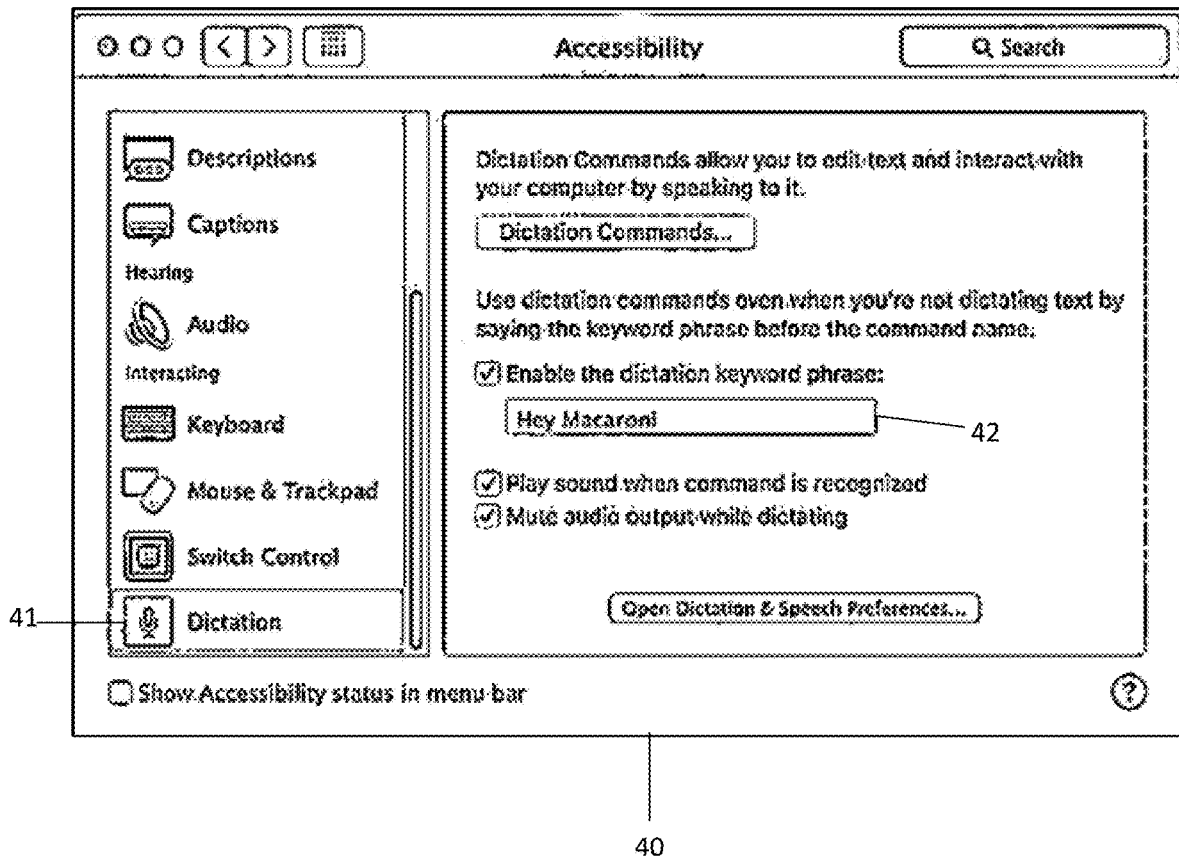 Accessibility
Search
Descriptions
Captions
Hearing
Audio
Interacting
Keyboard
Mouse & Trackpad
Switch Control
41
Dictation
Dictation Commands allow you to edit text and interact with
your computer by speaking to it.
Dictation Commands...
Use dictation commands oven when you're not dictating text by
saying the keyword phrase before the command name.
Enable the dictation keyword phrase:
Hey Macaroni
42
Play sound when command is recognized
Mute audio output while dictating
Open Dictation & Speech Preferences...
Show Accessibility status in menu bar
?
40